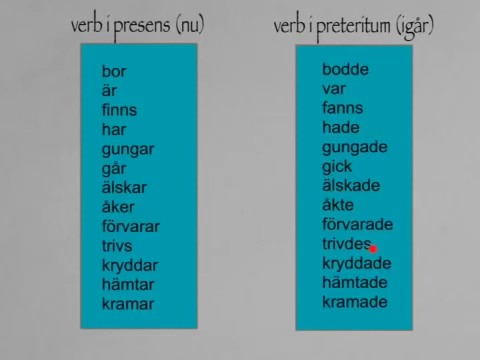 verb i presens (nu)
bor
är
finns
har
gungar
går
älskar
åker
förvarar
trivs
kryddar
hämtar
kramar
verb i preteritum (igår)
bodde
var
fanns
hade
gungade
gick
älskade
åkte
förvarade
trivdes
kryddade
hämtade
kramade